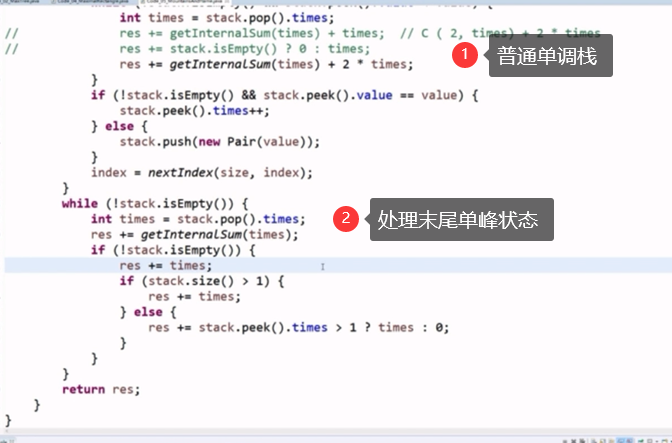 int times = stack.pop().times;
// res += getInternalSum(times) + times; // C ( 2, times) + 2 * times
// res += stack.isEmpty() ? 0 : times;
res += getInternalSum(times) + 2 * times;
1 普通单调栈
}
if (!stack.isEmpty() && stack.peek().value == value) {
stack.peek().times++;
} else {
stack.push(new Pair(value));
}
index = nextIndex(size, index);
}
while (!stack.isEmpty()) {
int times = stack.pop().times;
2 处理末尾单峰状态
res += getInternalSum(times);
if (!stack.isEmpty()) {
res += times;
if (stack.size() > 1) {
res += times;
} else {
res += stack.peek().times > 1 ? times : 0;
}
}
}
return res;
}
}